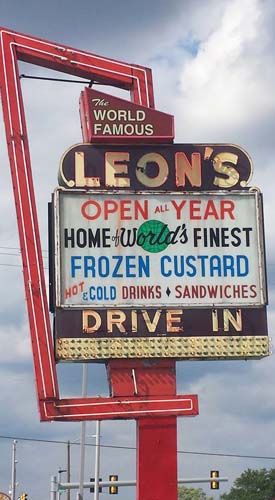 The
WORLD
FAMOUS
LEON'S
OPEN ALL YEAR
HOME of World's FINEST
FROZEN CUSTARD
HOT & COLD DRINKS ♦ SANDWICHES
DRIVE IN